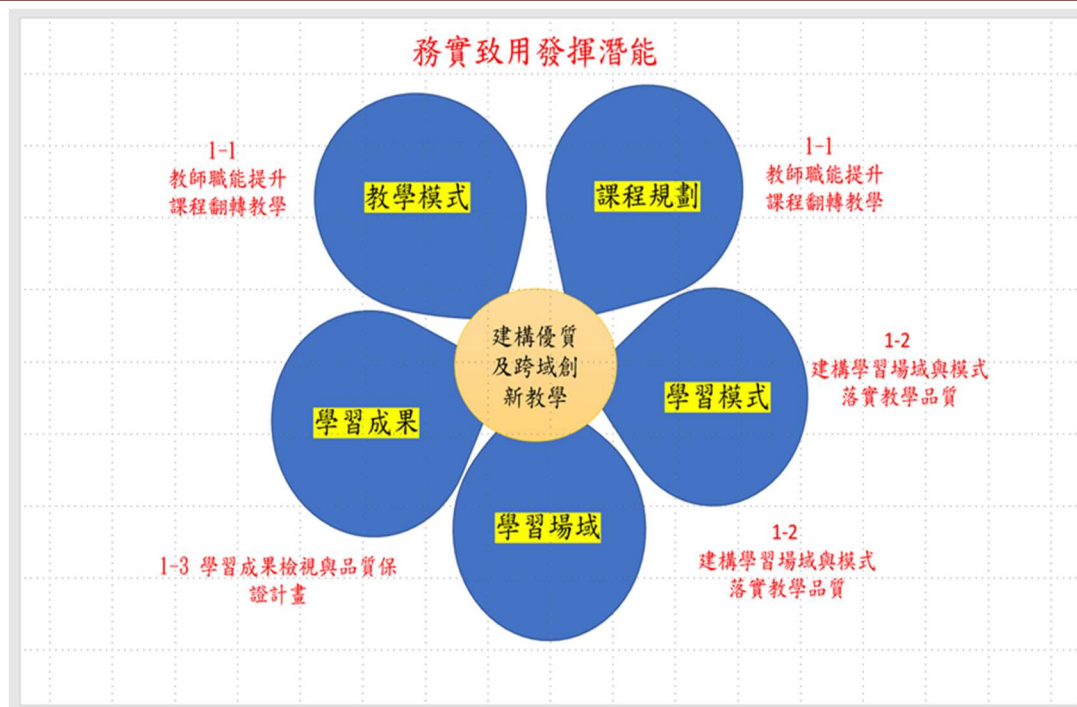 務實致用發揮潛能
1-1
教師職能提升
課程翻轉教學
教學模式
課程規劃
1-1
教師職能提升
課程翻轉教學
建構優質
及跨域創
新教學
學習模式
1-2
建構學習場域與模式
落實教學品質
學習成果
學習場域
1-3 學習成果檢視與品質保
證計畫
1-2
建構學習場域與模式
落實教學品質